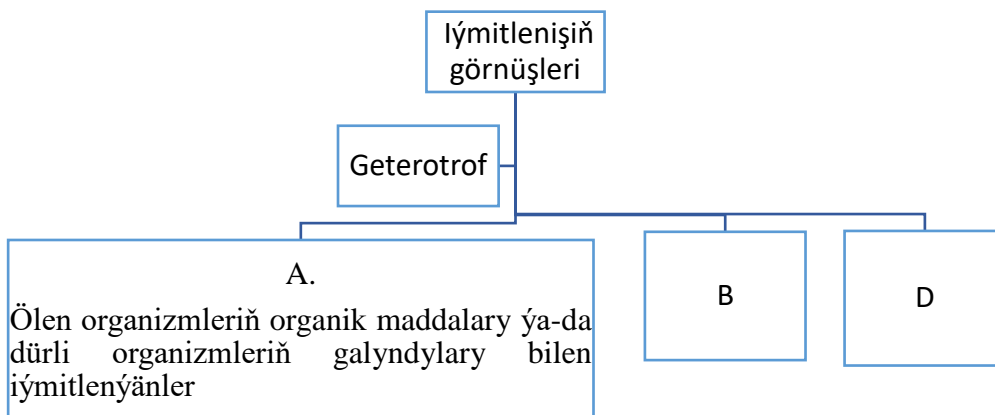 Iýmitlenişiň
görnüşleri
Geterotrof
A.
Ölen organizmleriň organik maddalary ýa-da
dürli organizmleriň galyndylary bilen
iýmitlenýänler
B
D